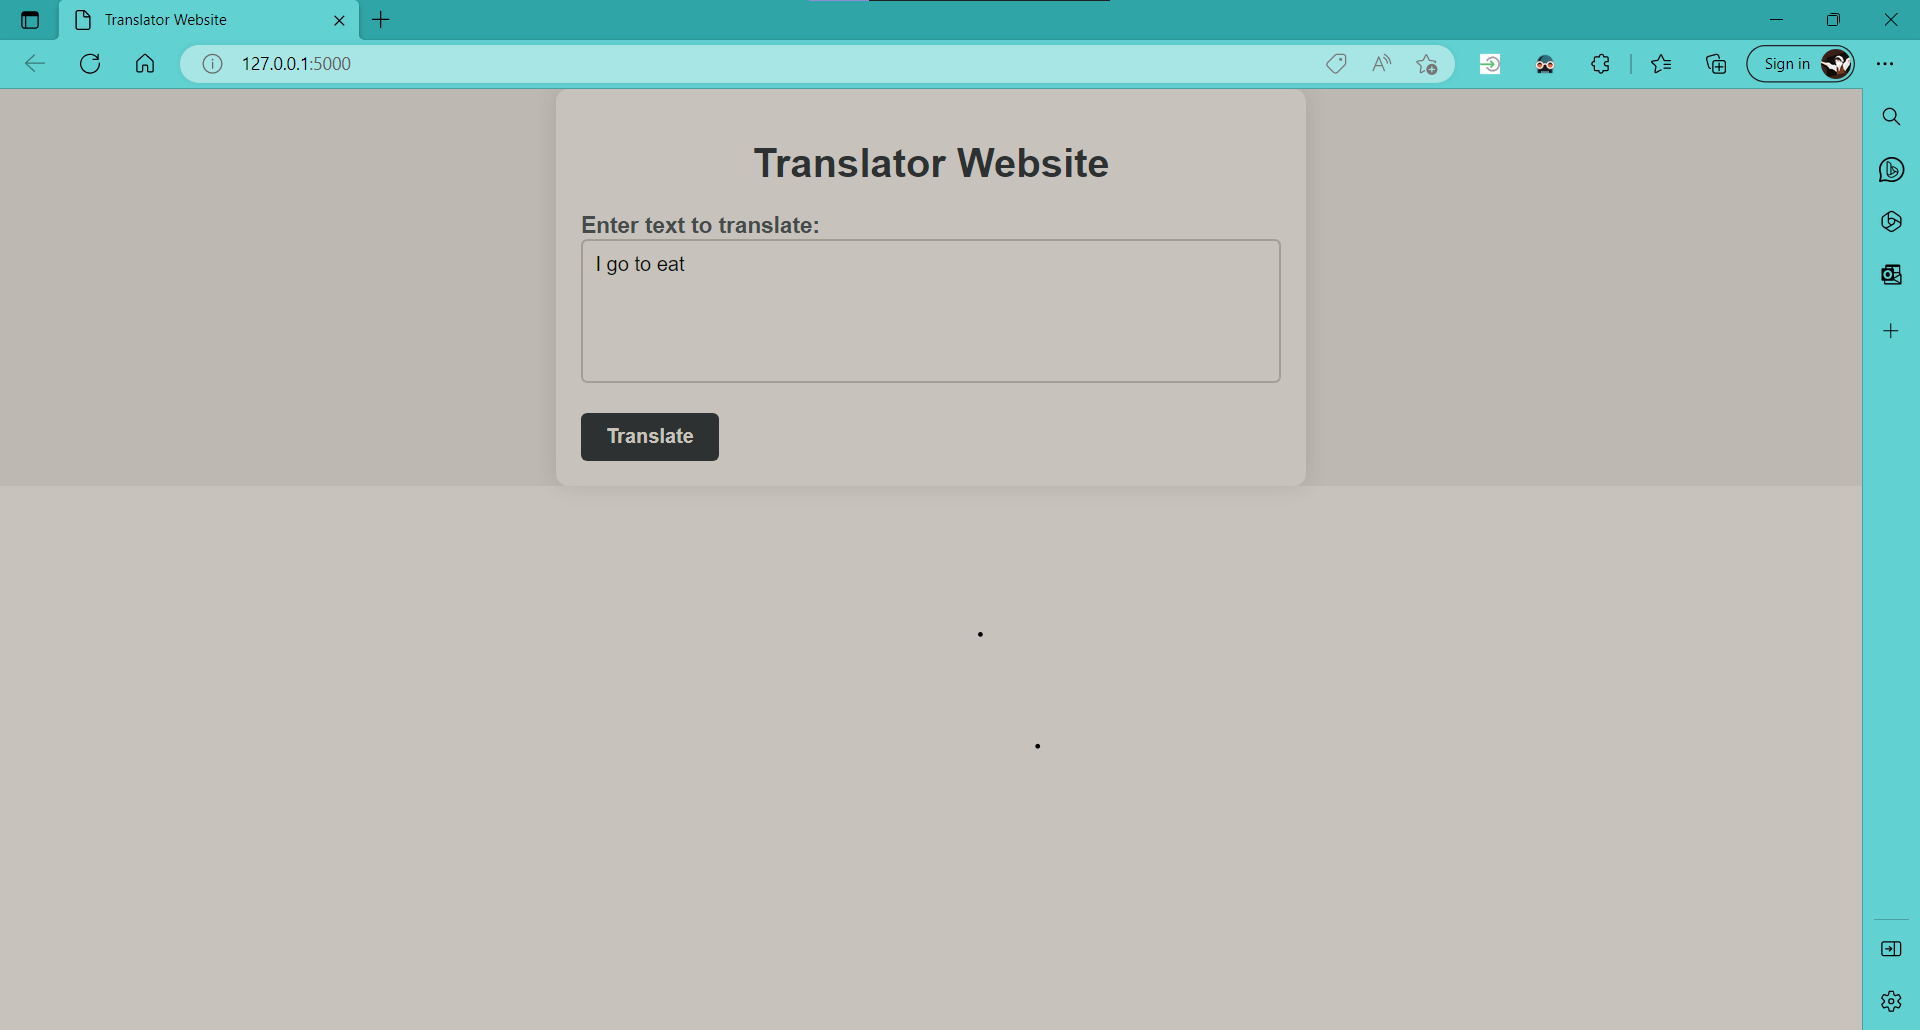 Translator Website
127.0.0.1:5000
Sign in
Translator Website
Enter text to translate:
I go to eat
Translate